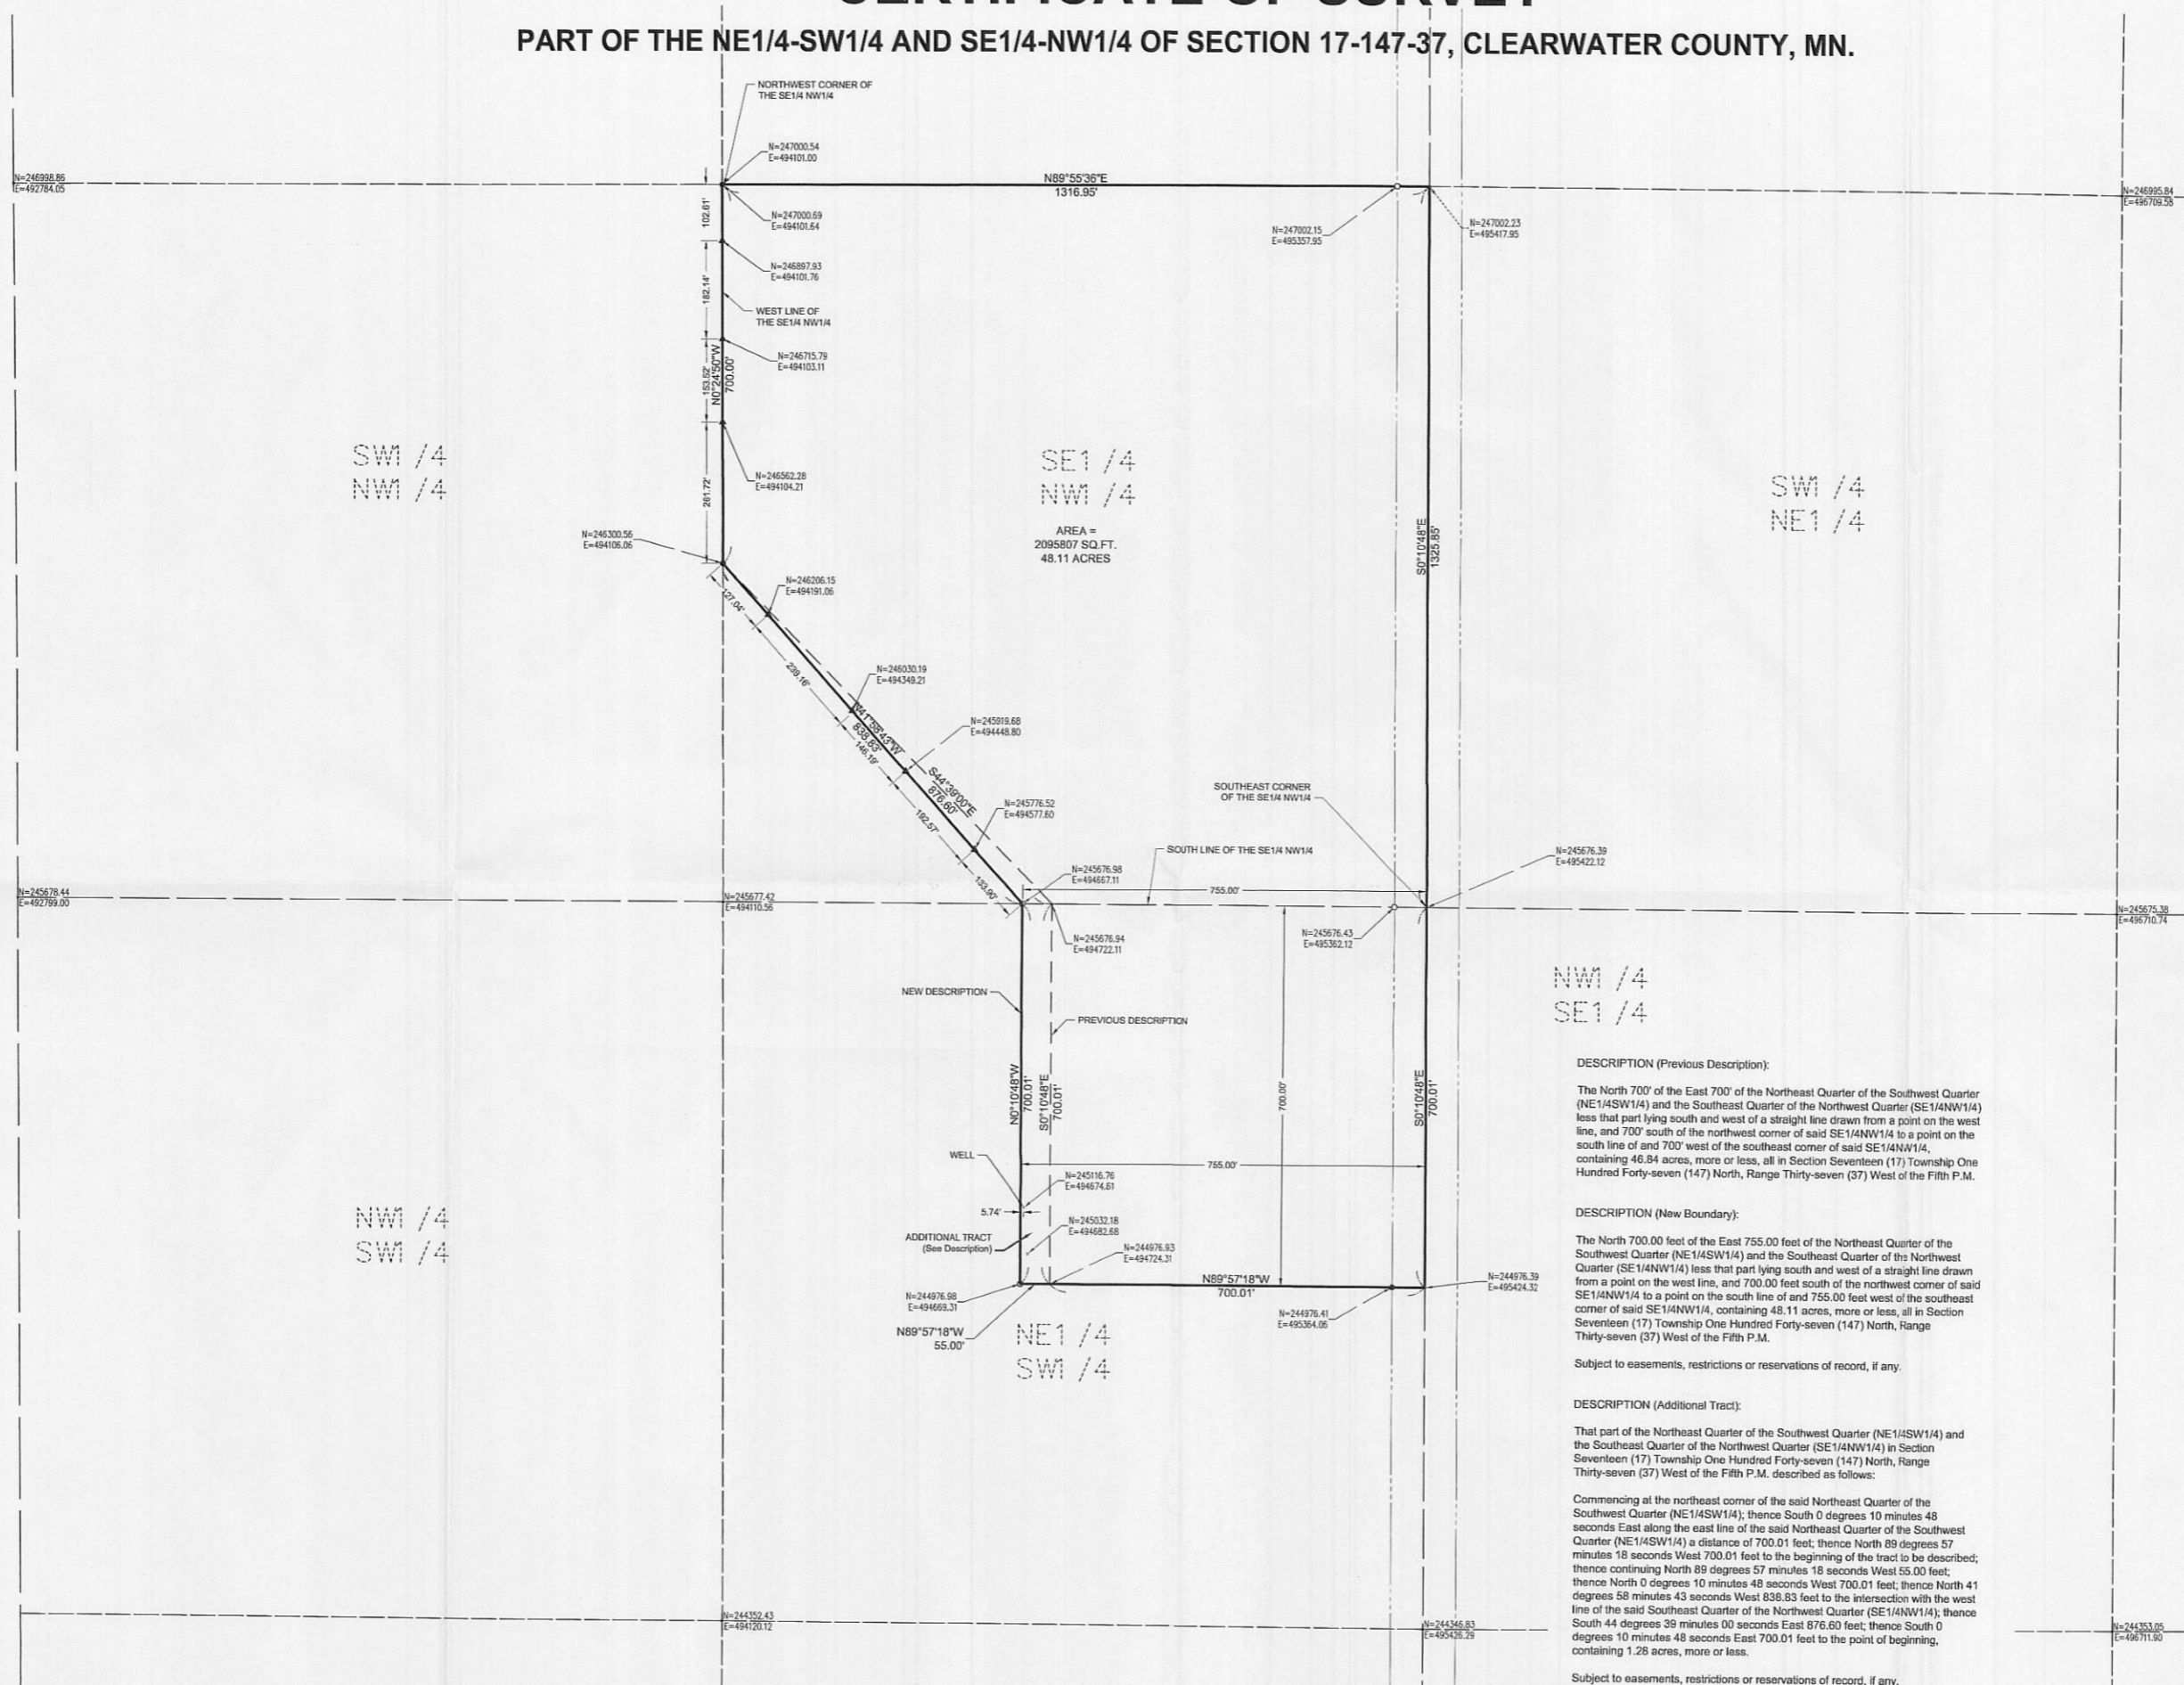 PART OF THE NE1/4-SW1/4 AND SE1/4-NW1/4 OF SECTION 17-147-37, CLEARWATER COUNTY, MN.
NORTHWEST CORNER OF
THE SE1/4 NW1/4
N=247000.54
E=494101.00
N=246998.86
E=492784.05
N89°55'36"E
1316.95'
N=246995.84
E=496709.58
102.61'
N=247000.69
E=494101.64
N=247002.15
E=495357.95
N=247002.23
E=495417.95
N=246897.93
E=494101.76
182.14'
WEST LINE OF
THE SE1/4 NW1/4
N=246715.79
E=494103.11
153.52'
N0°24'50"W
700.00'
SW1 /4
NW1 /4
SE1 /4
NW1 /4
SW1 /4
NE1 /4
N=246562.28
E=494104.21
261.72'
AREA =
2095807 SQ.FT.
48.11 ACRES
S0°10'48"E
1325.85'
N=246300.56
E=494106.06
N=246206.15
E=494191.06
127.04'
239.16'
N=246030.19
E=494349.21
N41°58'43"W
838.83'
146.19'
N=245919.68
E=494448.80
S44°39'00"E
876.60'
192.57'
N=245776.52
E=494577.60
SOUTHEAST CORNER
OF THE SE1/4 NW1/4
SOUTH LINE OF THE SE1/4 NW1/4
N=245676.39
E=495422.12
N=245676.98
E=494667.11
133.90'
755.00'
N=245678.44
E=492799.00
N=245677.42
E=494110.56
N=245675.38
E=496710.74
N=245676.94
E=494722.11
N=245676.43
E=495362.12
NW1 /4
SE1 /4
NEW DESCRIPTION
PREVIOUS DESCRIPTION
N0°10'48"W
700.01'
S0°10'48"E
700.01'
700.00'
S0°10'48"E
700.01'
WELL
755.00'
N=245116.76
E=494674.61
5.74'
N=245032.18
E=494682.68
ADDITIONAL TRACT
(See Description)
N=244976.93
E=494724.31
N89°57'18"W
700.01'
N=244976.39
E=495424.32
N=244976.98
E=494669.31
N=244976.41
E=495364.06
N89°57'18"W
55.00'
NW1 /4
SW1 /4
NE1 /4
SW1 /4
N=244352.43
E=494120.12
N=244346.83
E=495426.29
N=244353.05
E=496711.90
DESCRIPTION (Previous Description):
The North 700' of the East 700' of the Northeast Quarter of the Southwest Quarter
(NE1/4SW1/4) and the Southeast Quarter of the Northwest Quarter (SE1/4NW1/4)
less that part lying south and west of a straight line drawn from a point on the west
line, and 700' south of the northwest corner of said SE1/4NW1/4 to a point on the
south line of and 700' west of the southeast corner of said SE1/4NW1/4,
containing 46.84 acres, more or less, all in Section Seventeen (17) Township One
Hundred Forty-seven (147) North, Range Thirty-seven (37) West of the Fifth P.M.
DESCRIPTION (New Boundary):
The North 700.00 feet of the East 755.00 feet of the Northeast Quarter of the
Southwest Quarter (NE1/4SW1/4) and the Southeast Quarter of the Northwest
Quarter (SE1/4NW1/4) less that part lying south and west of a straight line drawn
from a point on the west line, and 700.00 feet south of the northwest corner of said
SE1/4NW1/4 to a point on the south line of and 755.00 feet west of the southeast
corner of said SE1/4NW1/4, containing 48.11 acres, more or less, all in Section
Seventeen (17) Township One Hundred Forty-seven (147) North, Range
Thirty-seven (37) West of the Fifth P.M.
Subject to easements, restrictions or reservations of record, if any.
DESCRIPTION (Additional Tract):
That part of the Northeast Quarter of the Southwest Quarter (NE1/4SW1/4) and
the Southeast Quarter of the Northwest Quarter (SE1/4NW1/4) in Section
Seventeen (17) Township One Hundred Forty-seven (147) North, Range
Thirty-seven (37) West of the Fifth P.M. described as follows:
Commencing at the northeast corner of the said Northeast Quarter of the
Southwest Quarter (NE1/4SW1/4); thence South 0 degrees 10 minutes 48
seconds East along the east line of the said Northeast Quarter of the Southwest
Quarter (NE1/4SW1/4) a distance of 700.01 feet; thence North 89 degrees 57
minutes 18 seconds West 700.01 feet to the beginning of the tract to be described;
thence continuing North 89 degrees 57 minutes 18 seconds West 55.00 feet;
thence North 0 degrees 10 minutes 48 seconds West 700.01 feet; thence North 41
degrees 58 minutes 43 seconds West 838.83 feet to the intersection with the west
line of the said Southeast Quarter of the Northwest Quarter (SE1/4NW1/4); thence
South 44 degrees 39 minutes 00 seconds East 876.60 feet; thence South 0
degrees 10 minutes 48 seconds East 700.01 feet to the point of beginning,
containing 1.28 acres, more or less.
Subject to easements, restrictions or reservations of record, if any.